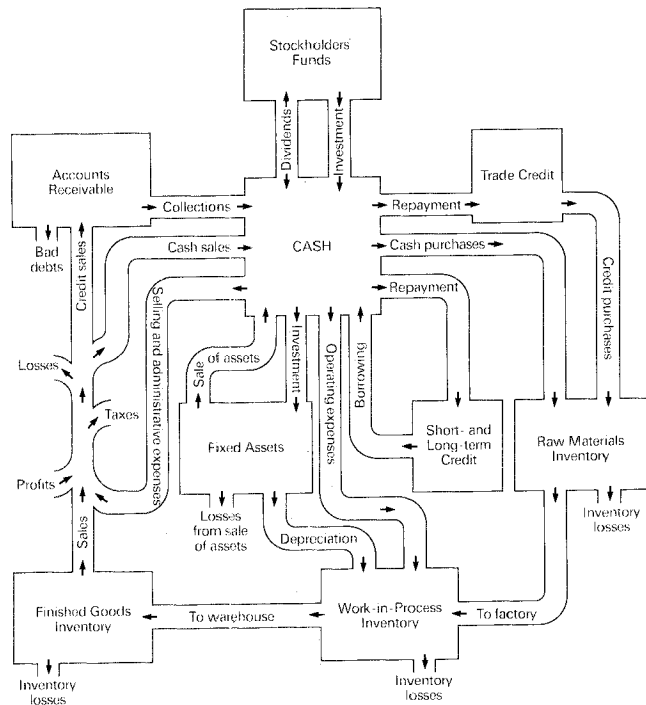 Stockholders'
Funds
Dividends
Investment
Accounts
Receivable
Trade Credit
Collections
Repayment
Bad
debts
Credit sales
Cash sales
CASH
Cash purchases
Credit purchases
Selling and administrative expenses
Repayment
Losses
Sale
of assets
Investment
Operating expenses
Borrowing
Taxes
Fixed Assets
Short- and
Long-term
Credit
Raw Materials
Inventory
Profits
Sales
Losses
from sale
of assets
Depreciation
Inventory
losses
Finished Goods
Inventory
To warehouse
Work-in-Process
Inventory
To factory
Inventory
losses
Inventory
losses